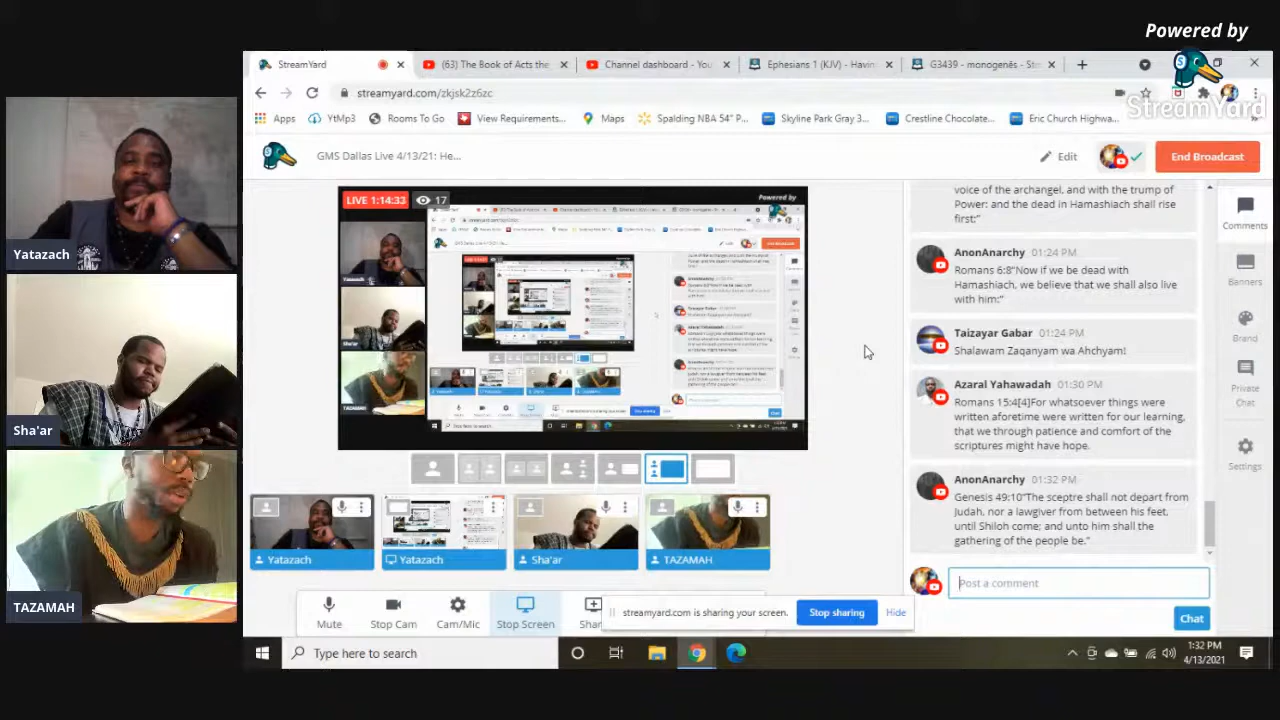 Powered by
StreamYard
Yatazach
Sha'ar
TAZAMAH
StreamYard
(63) The Book of Acts the
Channel dashboard - You
Ephesians 1 (KJV) - Havin
G3439 - monogenēs - St
streamyard.com/zkjsk2z6zc
Apps
YtMp3
Rooms To Go
View Requirements...
Maps
Spalding NBA 54" P...
Skyline Park Gray 3...
Crestline Chocolate...
Eric Church Highwa...
GMS Dallas Live 4/13/21: He...
Edit
End Broadcast
LIVE 1:14:33
17
Powered by
Yatazach
Sha'ar
TAZAMAH
Yatazach
Yatazach
Sha'ar
TAZAMAH
Mute
Stop Cam
Cam/Mic
Stop Screen
Shar
streamyard.com is sharing your screen.
Stop sharing
Hide
voice of the archangel, and with the trump of
Power: and the dead in Hamashiach shall rise
first:"
AnonAnarchy 01:24 PM
Romans 6:8"Now if we be dead with
Hamashiach, we believe that we shall also live
with him:"
Taizayar Gabar 01:24 PM
Shalawam Zaqanyam wa Ahchyam!
Azaral Yahawadah 01:30 PM
Romans 15:4[4]For whatsoever things were
written aforetime were written for our learning,
that we through patience and comfort of the
scriptures might have hope.
AnonAnarchy 01:32 PM
Genesis 49:10"The sceptre shall not depart from
Judah, nor a lawgiver from between his feet,
until Shiloh come; and unto him shall the
gathering of the people be."
Post a comment
Chat
Comments
Banners
Brand
Private
Chat
Settings
Type here to search
1:32 PM
4/13/2021